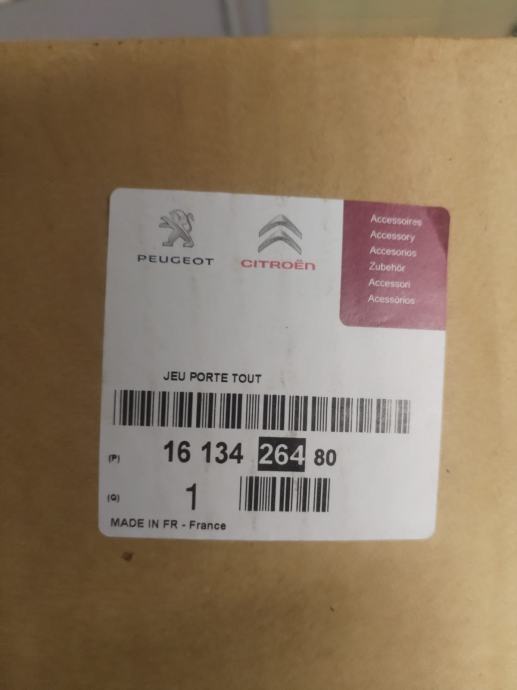 PEUGEOT
CITROËN
Accessoires
Accessory
Accesorios
Zubehör
Accessori
Acessórios
JEU PORTE TOUT
(P) 16 134 264 80
(Q) 1
MADE IN FR - France